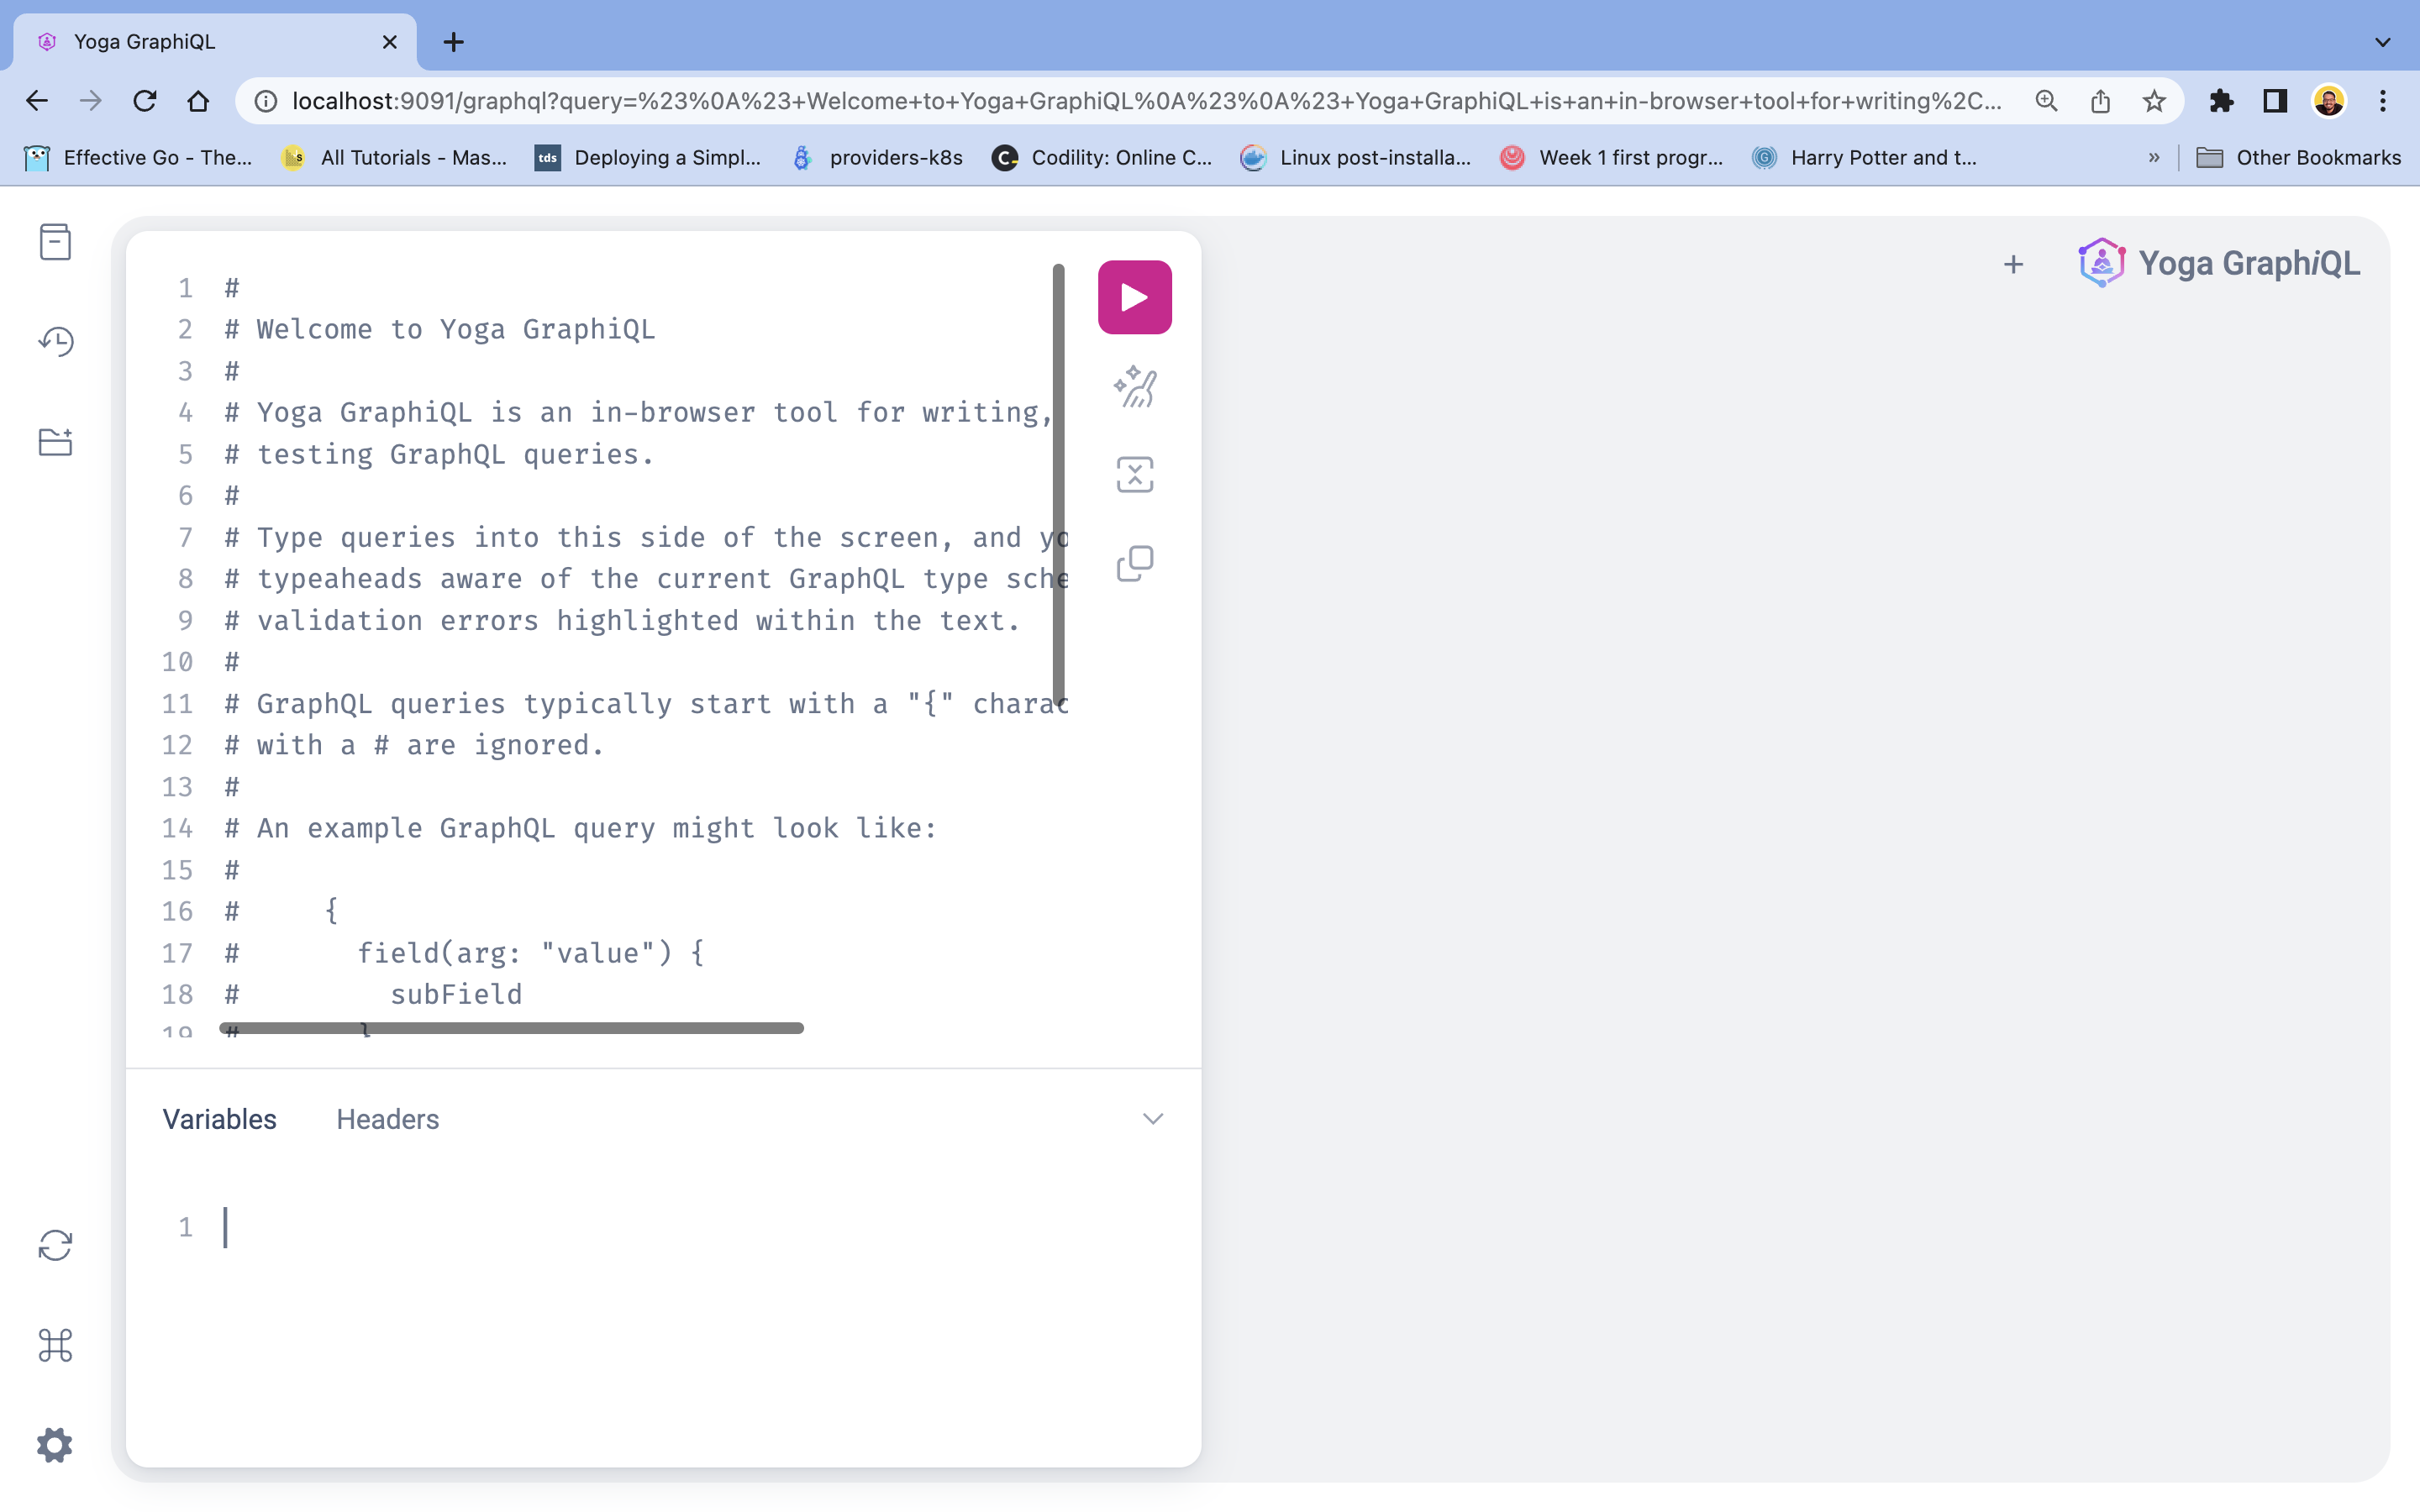 Yoga GraphiQL
localhost:9091/graphql?query=%23%0A%23+Welcome+to+Yoga+GraphiQL%0A%23%0A%23+Yoga+GraphiQL+is+an+in-browser+tool+for+writing%2C...
Effective Go - The... All Tutorials - Mas... tds Deploying a Simpl... providers-k8s Codility: Online C... Linux post-installa... Week 1 first progr... Harry Potter and t... » Other Bookmarks
Yoga GraphiQL
1 #
2 # Welcome to Yoga GraphiQL
3 #
4 # Yoga GraphiQL is an in-browser tool for writing,
5 # testing GraphQL queries.
6 #
7 # Type queries into this side of the screen, and yo
8 # typeaheads aware of the current GraphQL type sche
9 # validation errors highlighted within the text.
10 #
11 # GraphQL queries typically start with a "{" charac
12 # with a # are ignored.
13 #
14 # An example GraphQL query might look like:
15 #
16 #     {
17 #       field(arg: "value") {
18 #         subField
19 #       }
Variables Headers
1